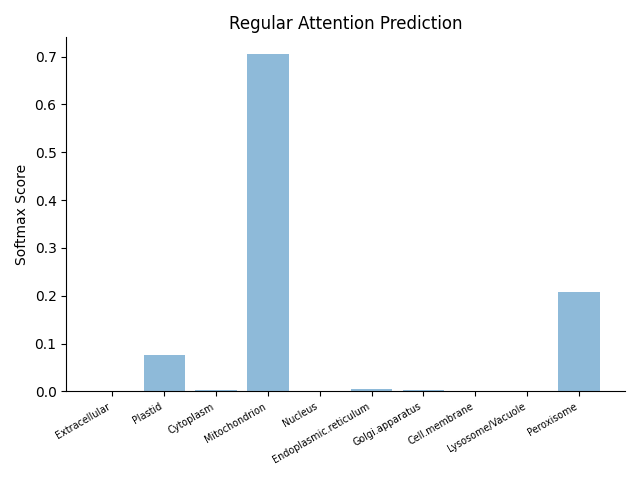 Regular Attention Prediction
Softmax Score
0.7
0.6
0.5
0.4
0.3
0.2
0.1
0.0
Extracellular
Plastid
Cytoplasm
Mitochondrion
Nucleus
Endoplasmic.reticulum
Golgi.apparatus
Cell.membrane
Lysosome/Vacuole
Peroxisome